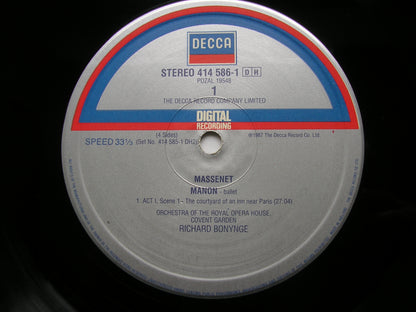 DECCA
STEREO 414 586-1 DH
POZAL 19548
1
THE DECCA RECORD COMPANY LIMITED
DIGITAL
RECORDING
(4 Sides)
℗1987 The Decca Record Co. Ltd.
SPEED 33⅓
(Set No. 414 585-1 DH2)
MASSENET
MANON - ballet
1. ACT I, Scene 1 - The courtyard of an inn near Paris (27.04)
ORCHESTRA OF THE ROYAL OPERA HOUSE,
COVENT GARDEN
RICHARD BONYNGE